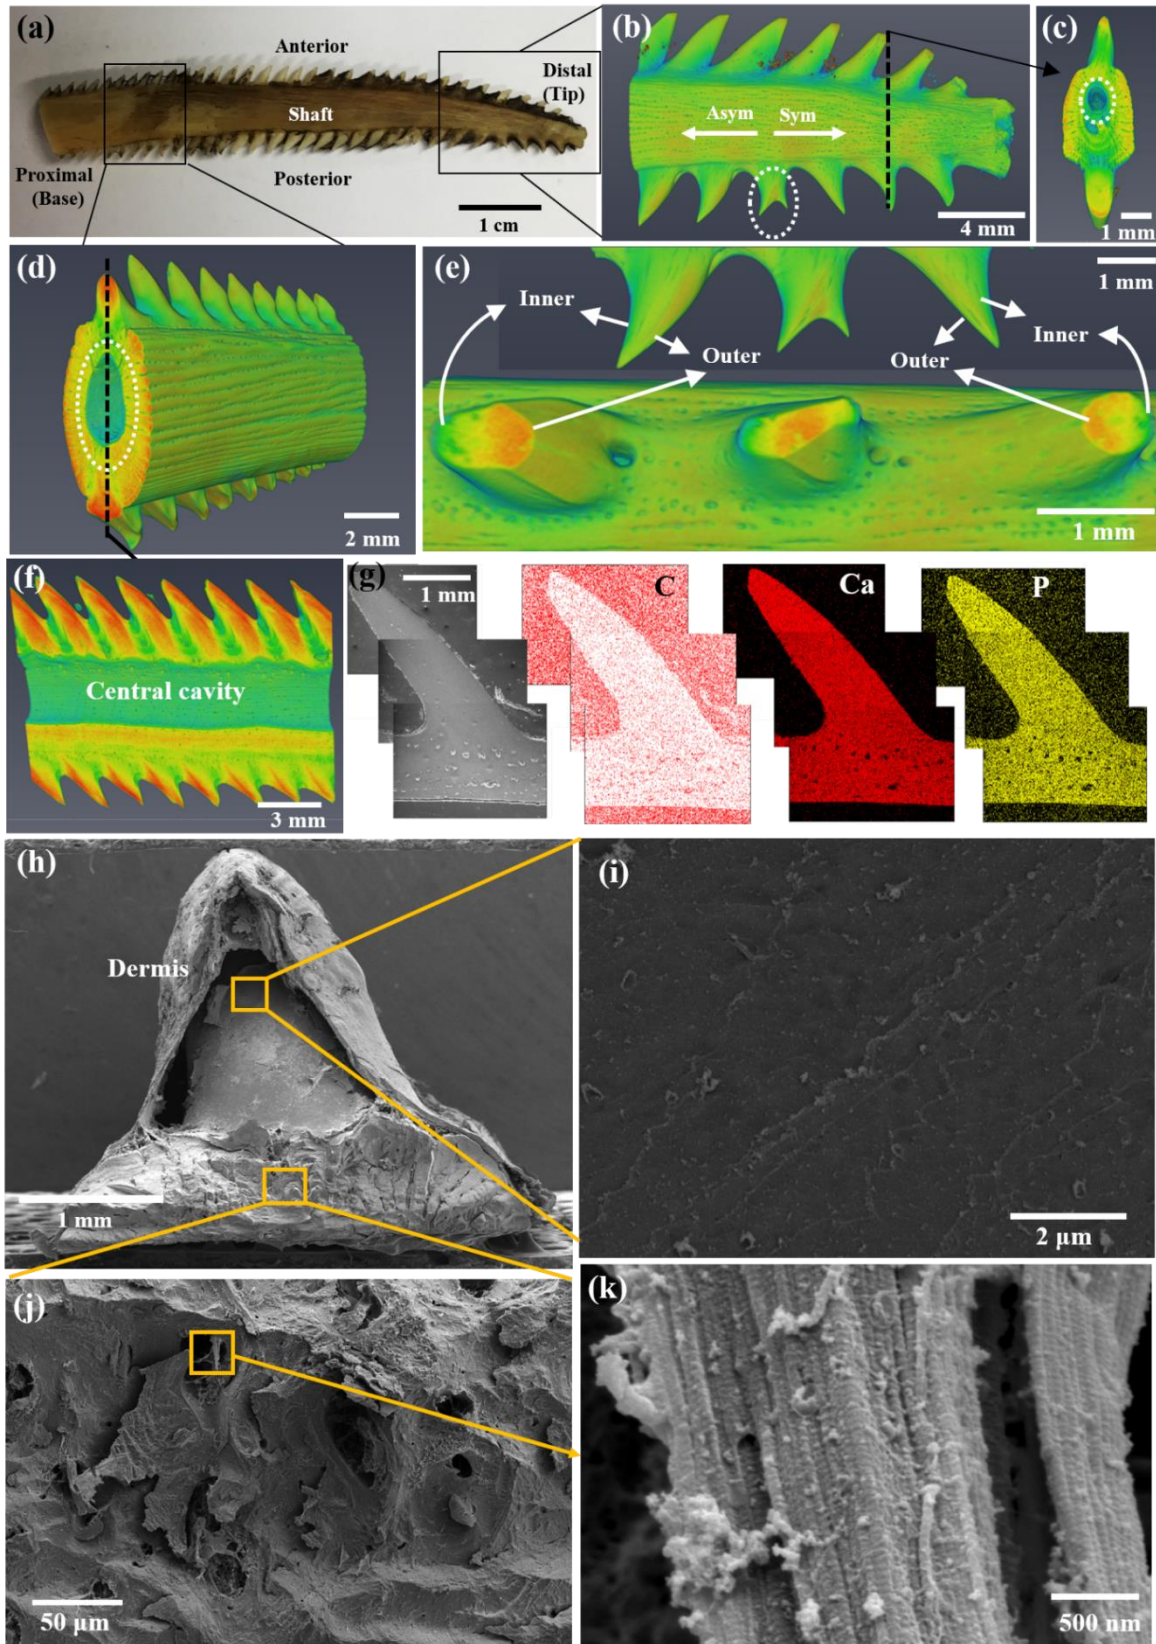 (a)
Anterior
Distal
(Tip)
Shaft
Proximal
(Base)
Posterior
1 cm
(b)
Asym
Sym
4 mm
(c)
1 mm
(d)
2 mm
(e)
1 mm
Inner
Outer
Outer
Inner
1 mm
(f)
Central cavity
3 mm
(g)
1 mm
C
Ca
P
(h)
Dermis
1 mm
(i)
2 µm
(j)
50 µm
(k)
500 nm